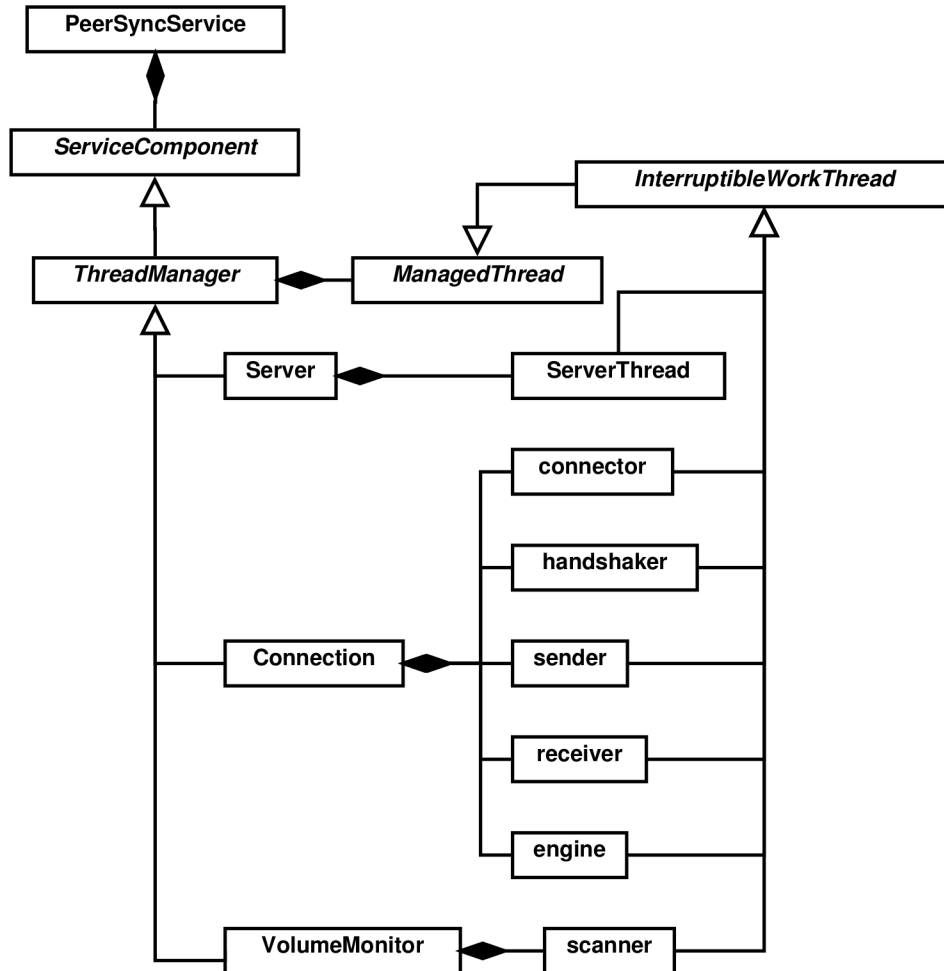 PeerSyncService
ServiceComponent
InterruptibleWorkThread
ThreadManager
ManagedThread
Server
ServerThread
connector
handshaker
Connection
sender
receiver
engine
VolumeMonitor
scanner